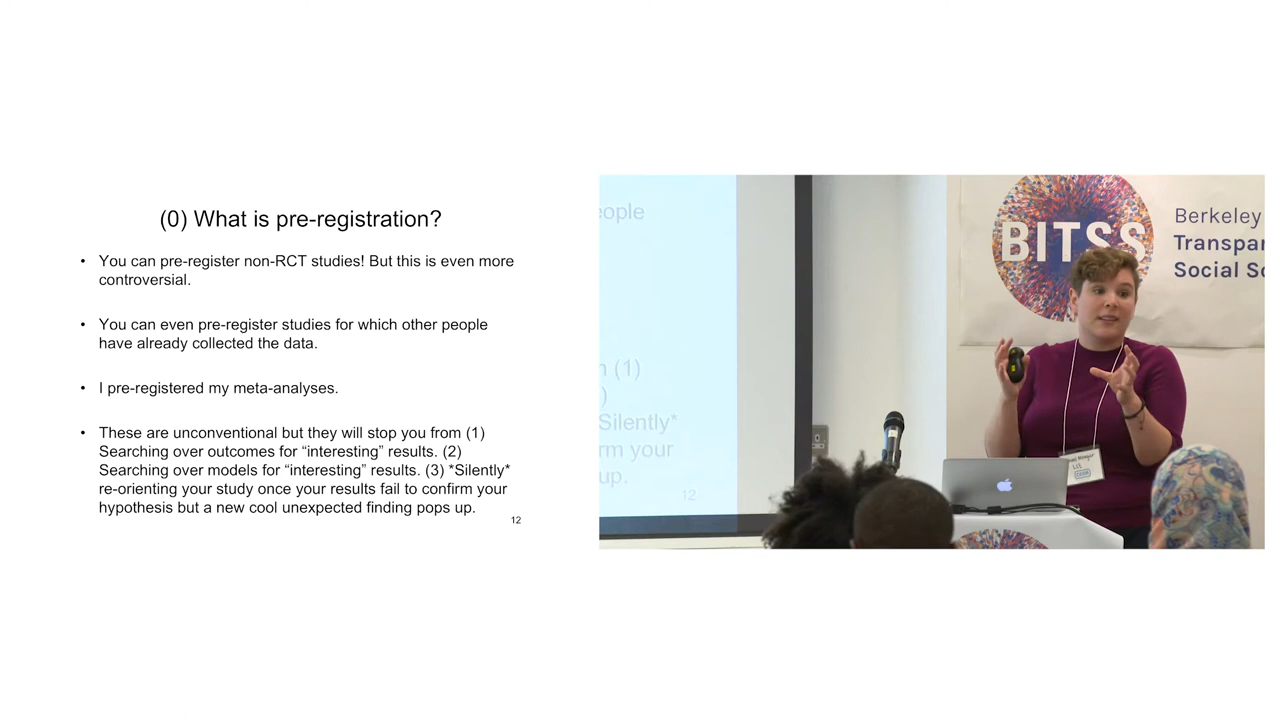 (0) What is pre-registration?
• You can pre-register non-RCT studies! But this is even more
controversial.
• You can even pre-register studies for which other people
have already collected the data.
• I pre-registered my meta-analyses.
• These are unconventional but they will stop you from (1)
Searching over outcomes for “interesting” results. (2)
Searching over models for “interesting” results. (3) *Silently*
re-orienting your study once your results fail to confirm your
hypothesis but a new cool unexpected finding pops up.
12
eople
(1)
)
Silently*
rm your
up.
12
BITSS
Berkeley
Transpa
Social S